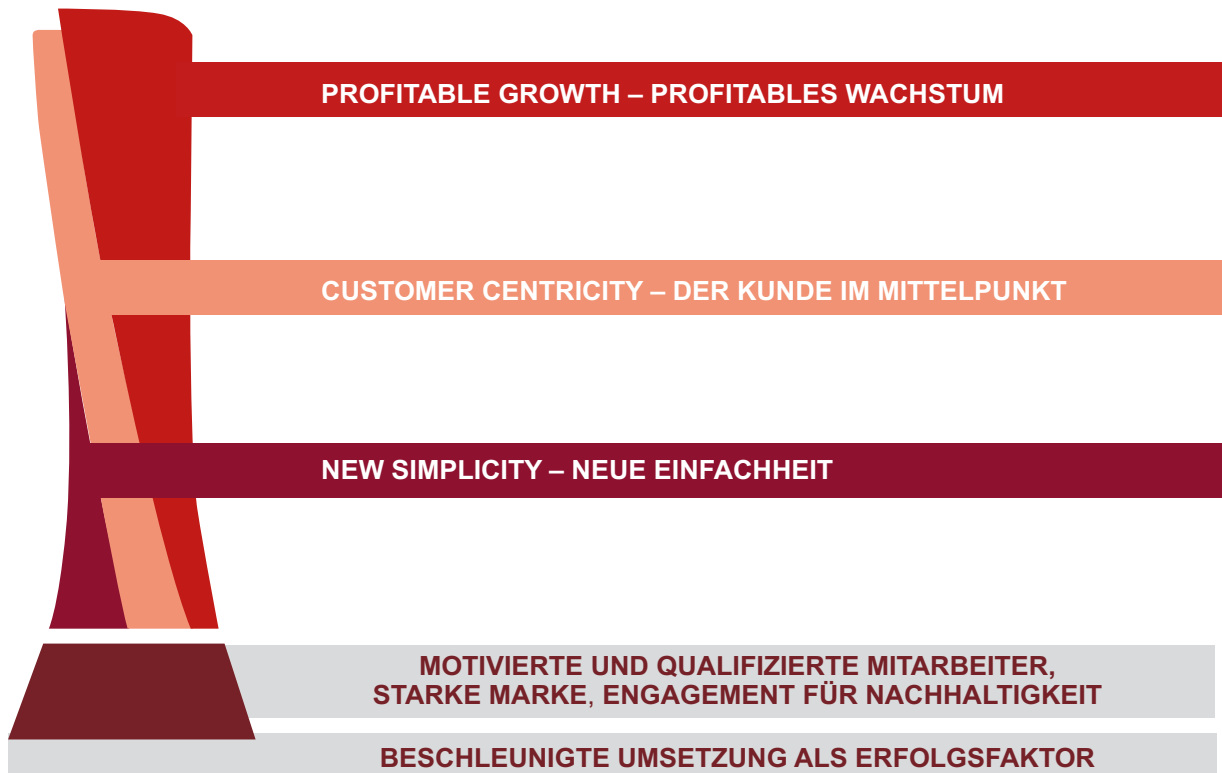 PROFITABLE GROWTH – PROFITABLES WACHSTUM
CUSTOMER CENTRICITY – DER KUNDE IM MITTELPUNKT
NEW SIMPLICITY – NEUE EINFACHHEIT
MOTIVIERTE UND QUALIFIZIERTE MITARBEITER,
STARKE MARKE, ENGAGEMENT FÜR NACHHALTIGKEIT
BESCHLEUNIGTE UMSETZUNG ALS ERFOLGSFAKTOR